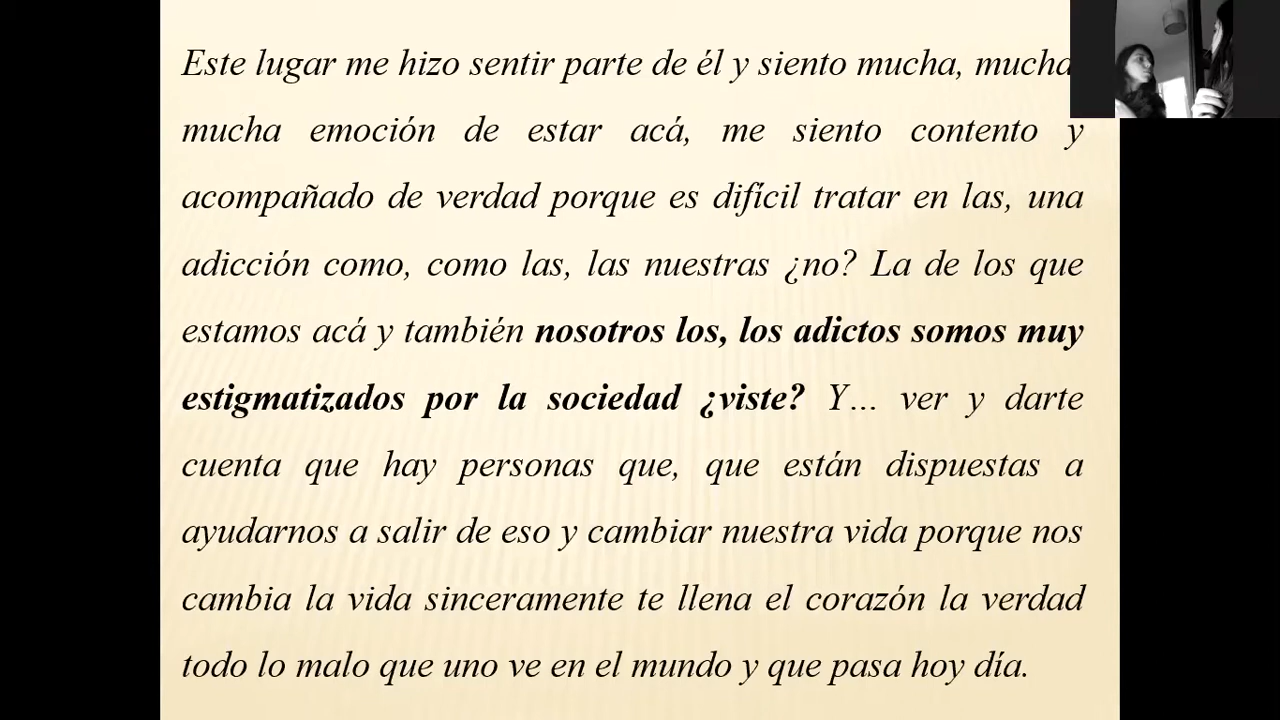 Este lugar me hizo sentir parte de él y siento mucha, mucha
mucha emoción de estar acá, me siento contento y
acompañado de verdad porque es difícil tratar en las, una
adicción como, como las, las nuestras ¿no? La de los que
estamos acá y también nosotros los, los adictos somos muy
estigmatizados por la sociedad ¿viste? Y… ver y darte
cuenta que hay personas que, que están dispuestas a
ayudarnos a salir de eso y cambiar nuestra vida porque nos
cambia la vida sinceramente te llena el corazón la verdad
todo lo malo que uno ve en el mundo y que pasa hoy día.